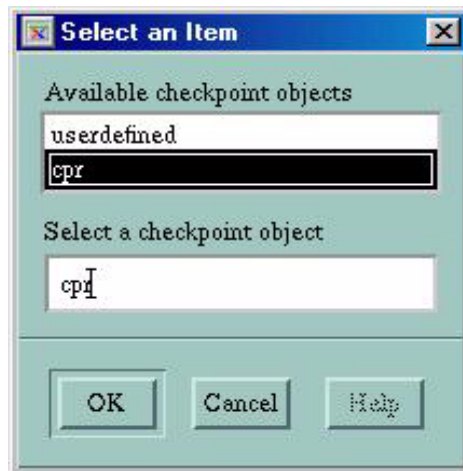 Select an Item
Available checkpoint objects
userdefined
cpr
Select a checkpoint object
cpr
OK Cancel Help